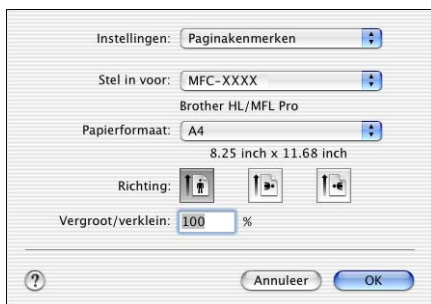 Instellingen: Paginakenmerken
Stel in voor: MFC-XXXX
Brother HL/MFL Pro
Papierformaat: A4
8.25 inch x 11.68 inch
Richting:
Vergroot/verklein: 100 %
? Annuleer OK